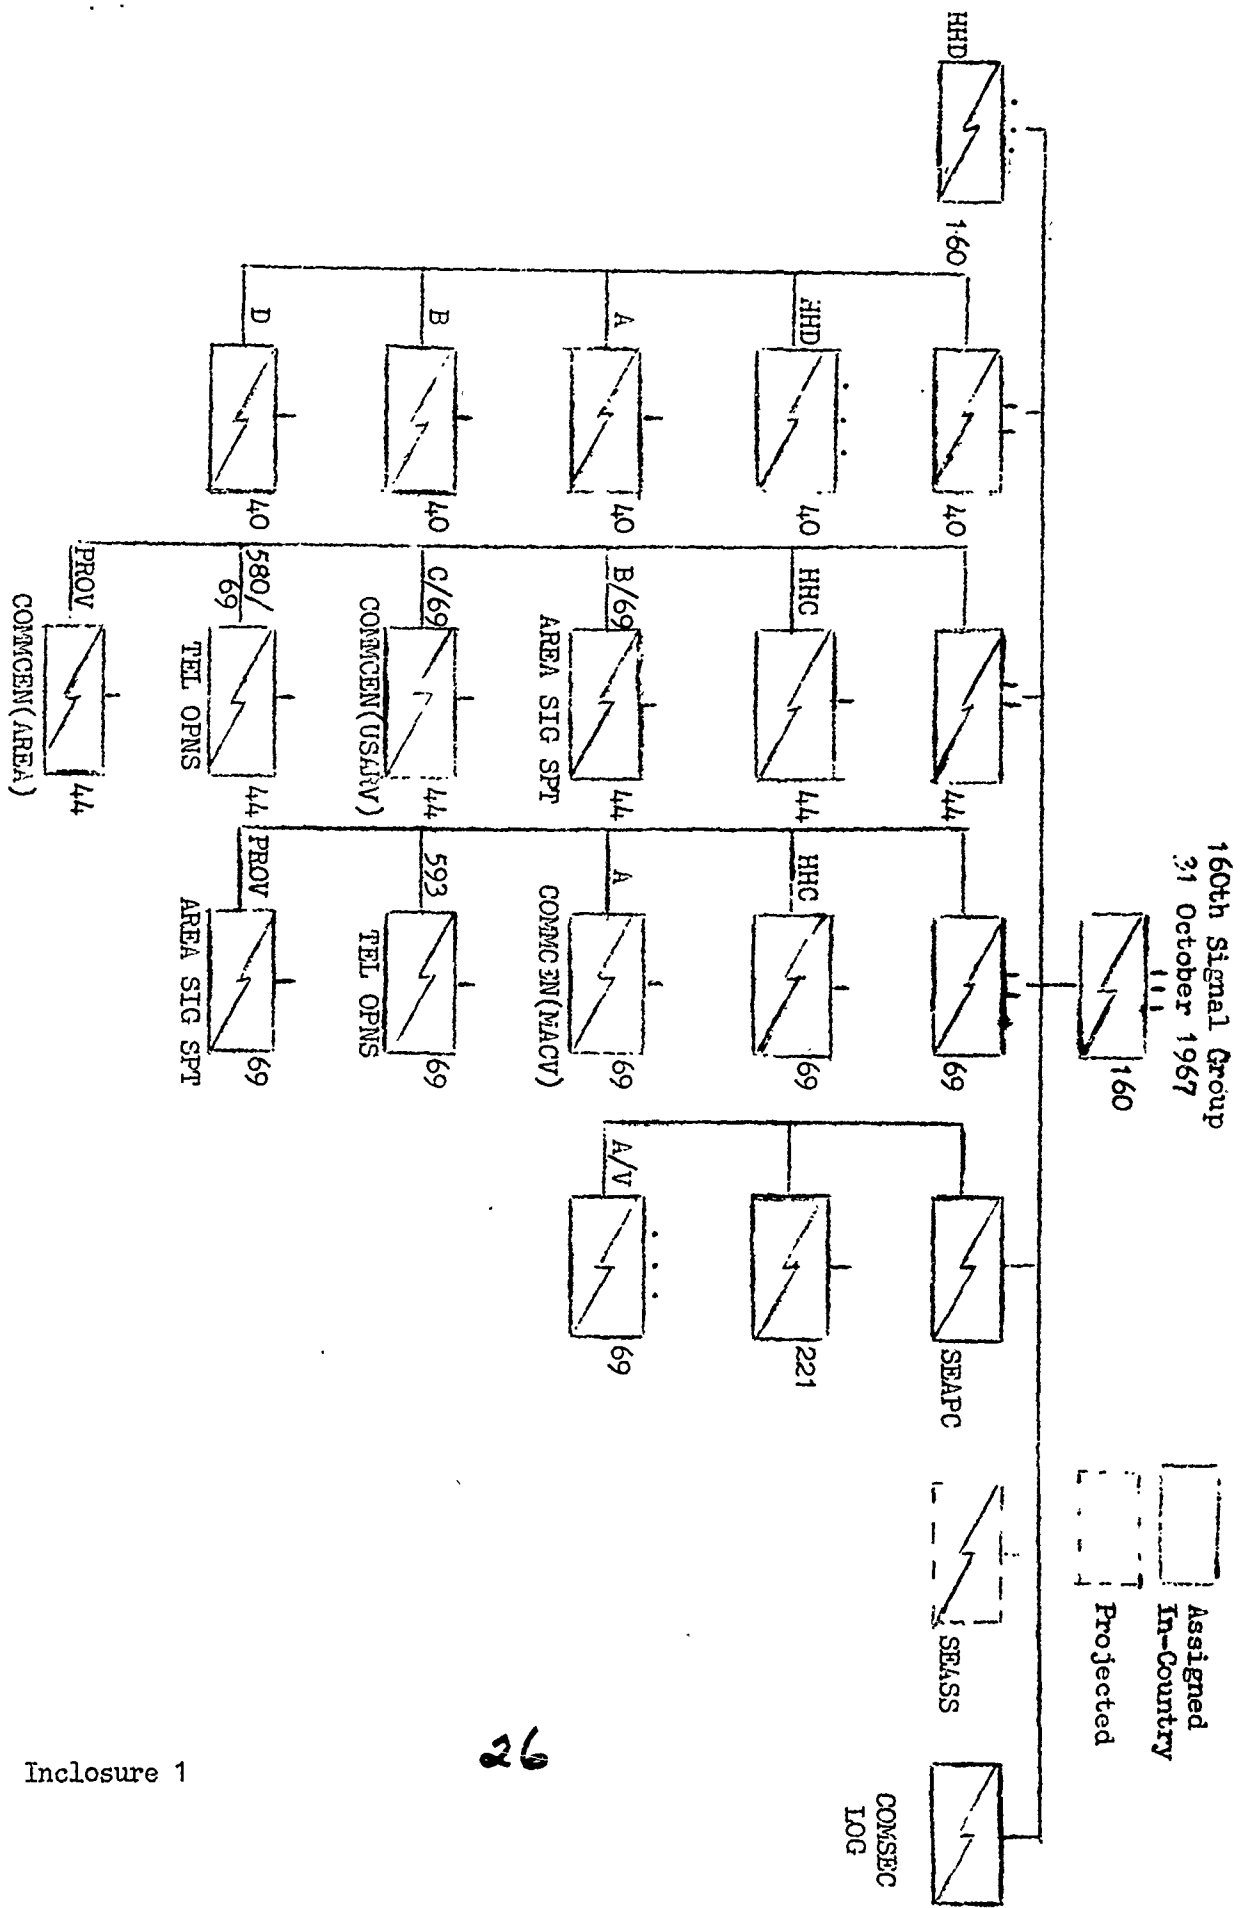 160th Signal Group
31 October 1967
160
Assigned
In-Country
Projected
HHD
160
40
44
69
SEAPC
SEASS
COMSEC
LOG
HHD
40
HHC
44
HHC
69
221
A
40
B/69
44
AREA SIG SPT
A
69
COMMCEN(MACV)
A/V
69
B
40
C/69
44
COMMCEN(USARV)
593
69
TEL OPNS
D
40
580/
69
44
TEL OPNS
PROV
69
AREA SIG SPT
PROV
44
COMMCEN(AREA)
26
Inclosure 1